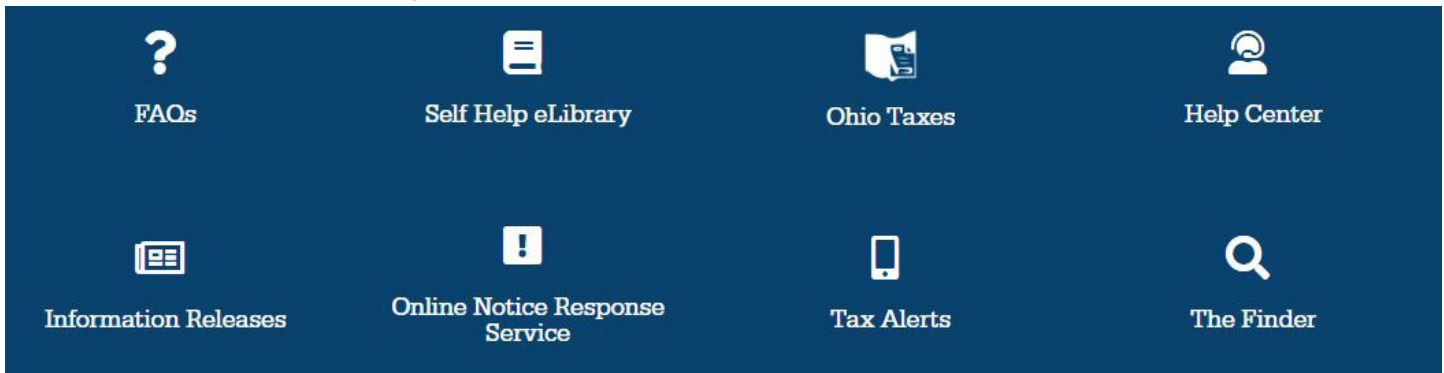 FAQs
Self Help eLibrary
Ohio Taxes
Help Center
Information Releases
Online Notice Response
Service
Tax Alerts
The Finder